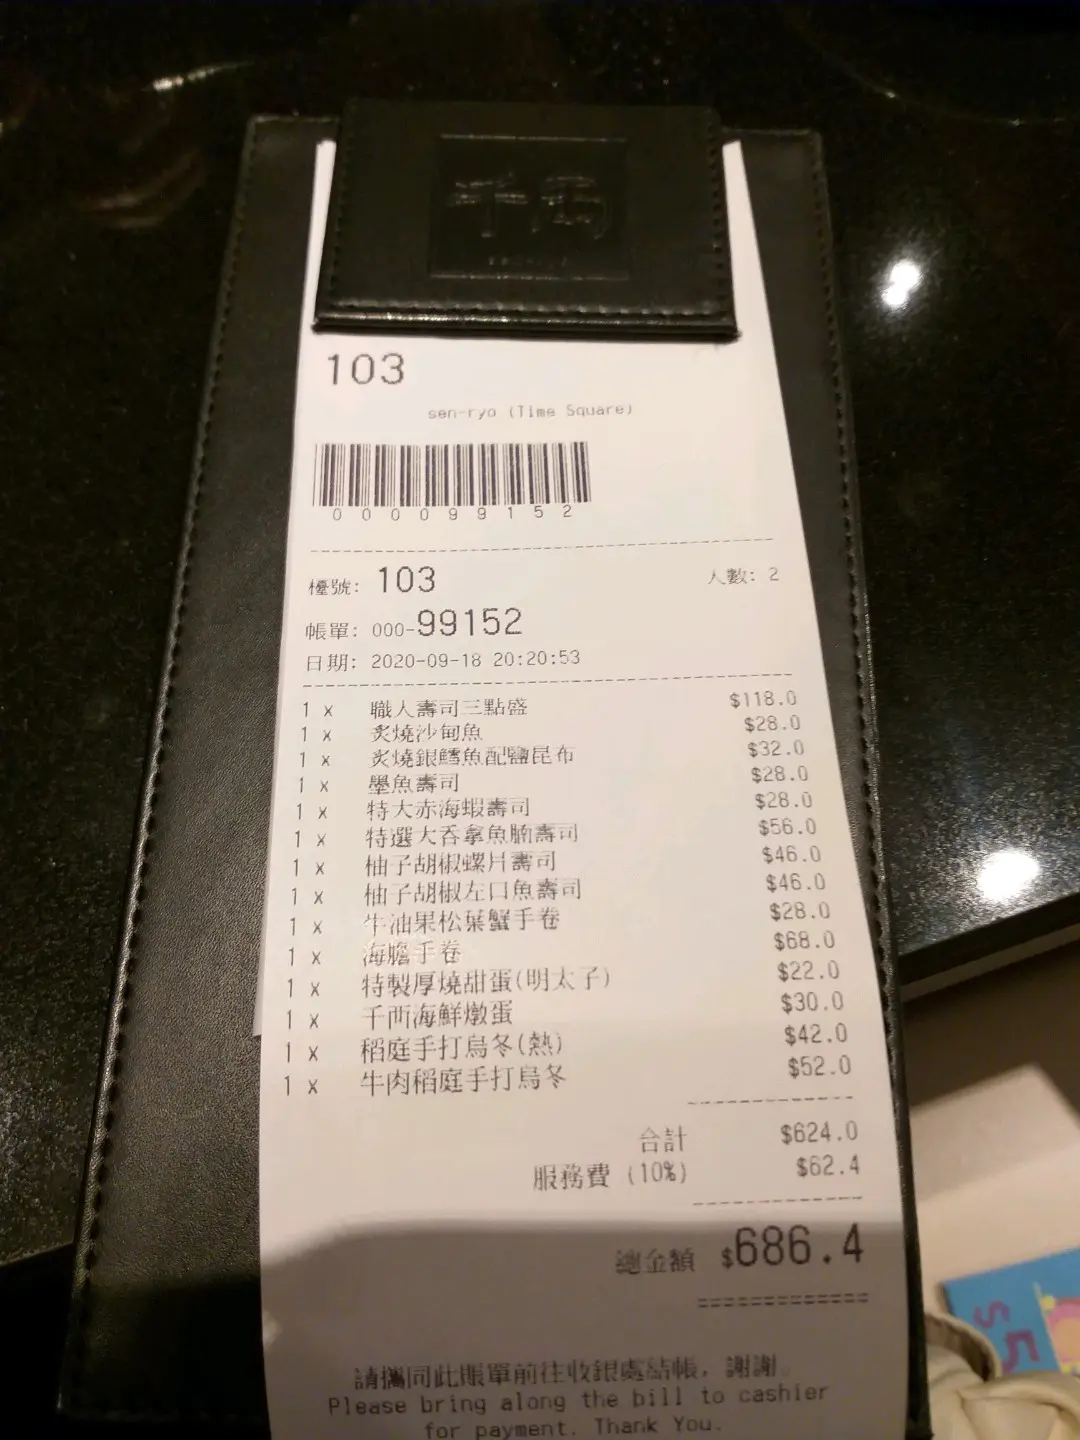 千両
103
sen-ryo (Time Square)
0000099152
檯號: 103 人數: 2
帳單: 000-99152
日期: 2020-09-18 20:20:53
1 x 職人壽司三點盛 $118.0
1 x 炙燒沙甸魚 $28.0
1 x 炙燒銀鱈魚配鹽昆布 $32.0
1 x 墨魚壽司 $28.0
1 x 特大赤海蝦壽司 $28.0
1 x 特選大吞拿魚腩壽司 $56.0
1 x 柚子胡椒螺片壽司 $46.0
1 x 柚子胡椒左口魚壽司 $46.0
1 x 牛油果松葉蟹手卷 $28.0
1 x 海膽手卷 $68.0
1 x 特製厚燒甜蛋(明太子) $22.0
1 x 千両海鮮燉蛋 $30.0
1 x 稻庭手打烏冬(熱) $42.0
1 x 牛肉稻庭手打烏冬 $52.0
合計 $624.0
服務費 (10%) $62.4
總金額 $686.4
請攜同此賬單前往收銀處結帳，謝謝。
Please bring along the bill to cashier
for payment. Thank You.
$5